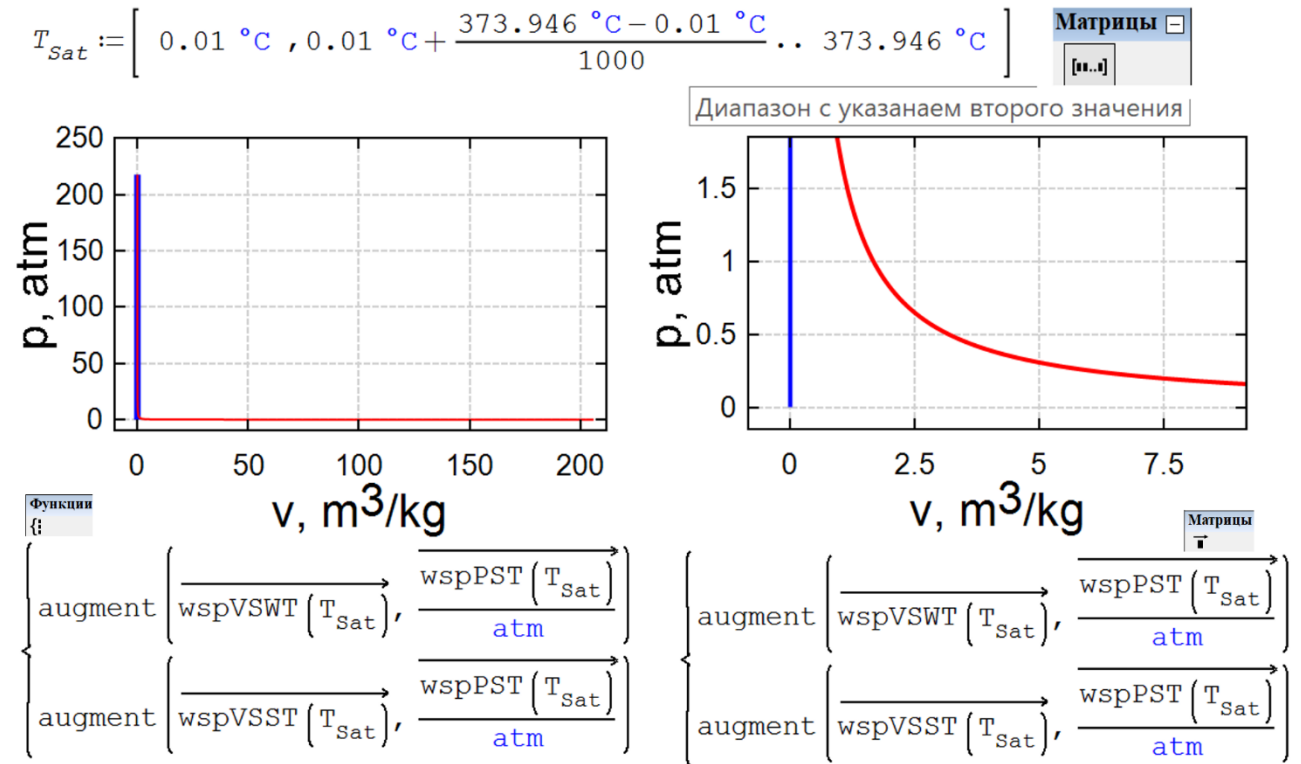 T_Sat := [ 0.01 °C , 0.01 °C + (373.946 °C − 0.01 °C)/1000 .. 373.946 °C ]
Матрицы
[▮▮..▮]
Диапазон с указанаем второго значения
250
200
150
100
50
0
p, atm
0 50 100 150 200
v, m3/kg
1.5
1
0.5
0
p, atm
0 2.5 5 7.5
v, m3/kg
Функции
Матрицы
augment ( wspVSWT ( T_Sat ) , wspPST ( T_Sat ) / atm )
augment ( wspVSST ( T_Sat ) , wspPST ( T_Sat ) / atm )
augment ( wspVSWT ( T_Sat ) , wspPST ( T_Sat ) / atm )
augment ( wspVSST ( T_Sat ) , wspPST ( T_Sat ) / atm )